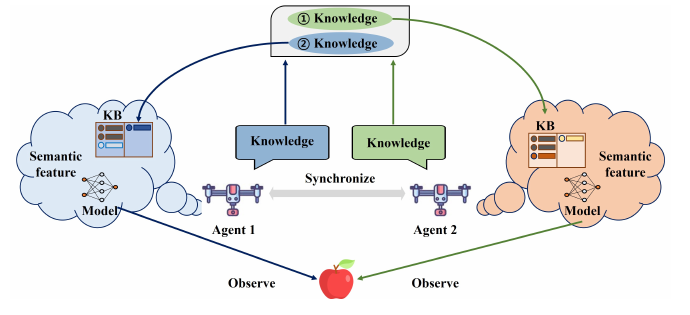 ① Knowledge
② Knowledge
KB
KB
Knowledge
Knowledge
Semantic
feature
Semantic
feature
Synchronize
Model
Model
Agent 1
Agent 2
Observe
Observe